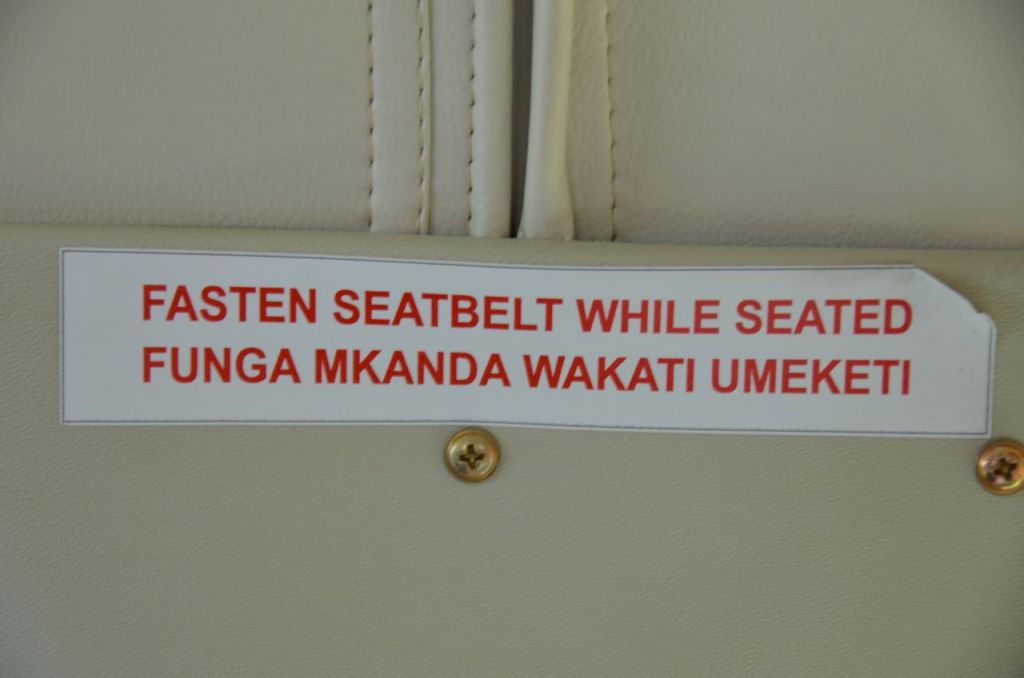 FASTEN SEATBELT WHILE SEATED
FUNGA MKANDA WAKATI UMEKETI